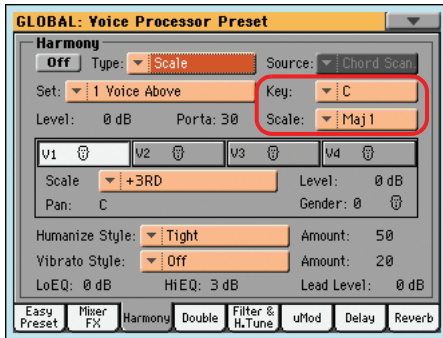 GLOBAL: Voice Processor Preset
Harmony
Off Type: Scale Source: Chord Scan
Set: 1 Voice Above Key: C
Level: 0 dB Porta: 30 Scale: Maj1
V1 V2 V3 V4
Scale +3RD Level: 0 dB
Pan: C Gender: 0
Humanize Style: Tight Amount: 50
Vibrato Style: Off Amount: 20
LoEQ: 0 dB HiEQ: 3 dB Lead Level: 0 dB
Easy Preset Mixer FX Harmony Double Filter & H.Tune uMod Delay Reverb